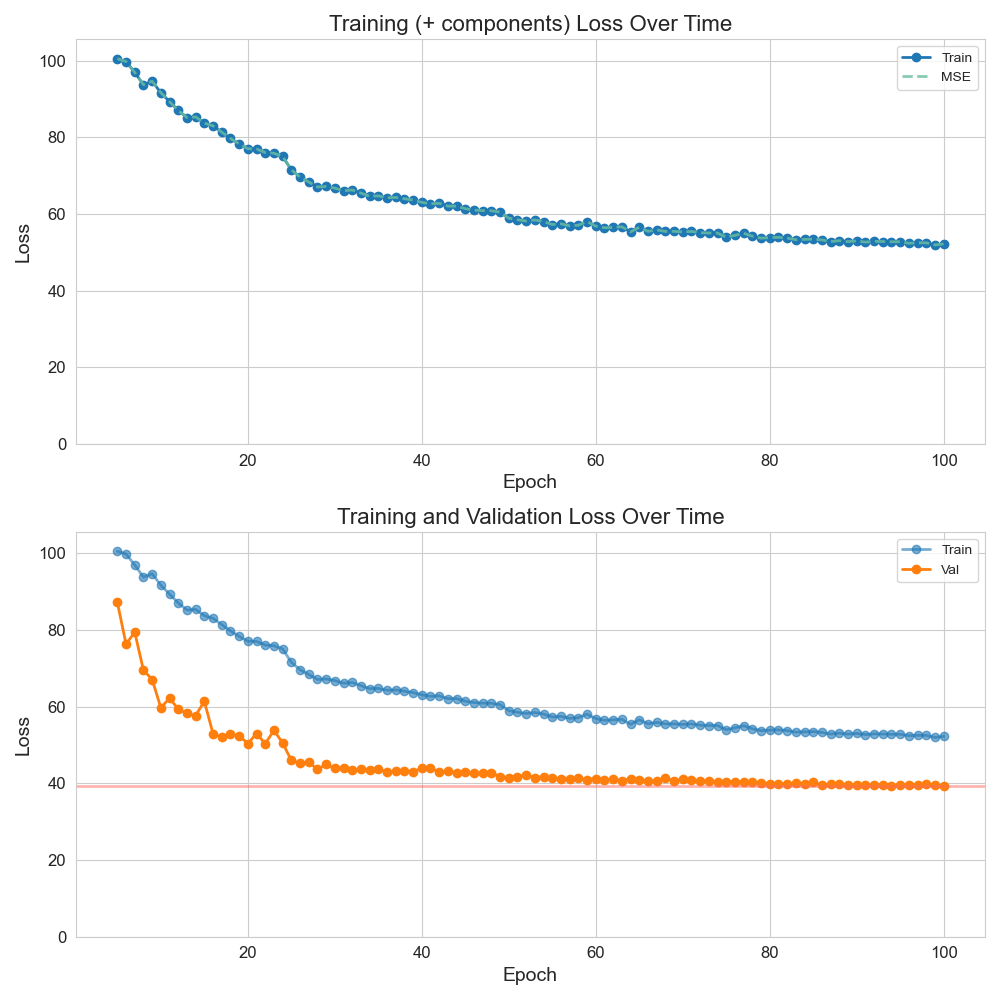 Training (+ components) Loss Over Time
Train
MSE
100
80
60
40
20
0
Loss
20 40 60 80 100
Epoch
Training and Validation Loss Over Time
Train
Val
100
80
60
40
20
0
Loss
20 40 60 80 100
Epoch